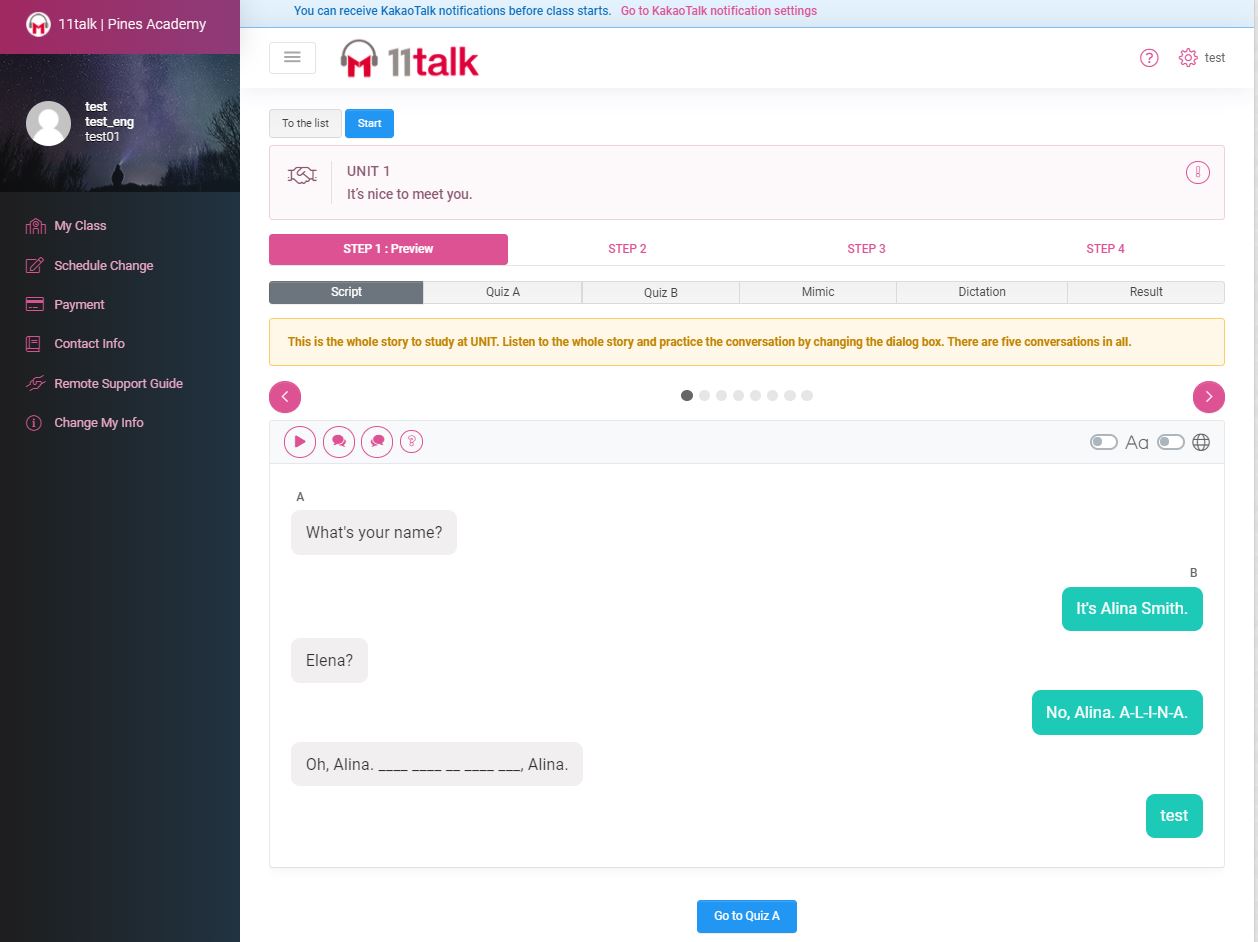 11talk | Pines Academy
You can receive KakaoTalk notifications before class starts. Go to KakaoTalk notification settings
11talk
test
test
test_eng
test01
My Class
Schedule Change
Payment
Contact Info
Remote Support Guide
Change My Info
To the list
Start
UNIT 1
It's nice to meet you.
STEP 1 : Preview
STEP 2
STEP 3
STEP 4
Script
Quiz A
Quiz B
Mimic
Dictation
Result
This is the whole story to study at UNIT. Listen to the whole story and practice the conversation by changing the dialog box. There are five conversations in all.
Aa
A
What's your name?
B
It's Alina Smith.
Elena?
No, Alina. A-L-I-N-A.
Oh, Alina. ____ ____ __ ____ ___, Alina.
test
Go to Quiz A